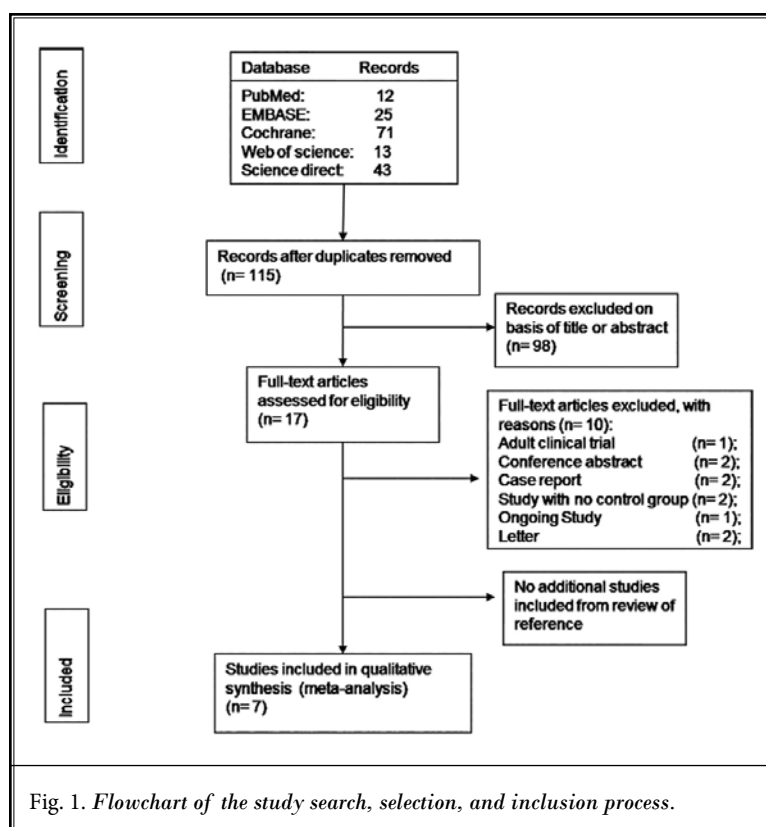 Identification
Database Records
PubMed: 12
EMBASE: 25
Cochrane: 71
Web of science: 13
Science direct: 43
Screening
Records after duplicates removed
(n= 115)
Records excluded on
basis of title or abstract
(n= 98)
Eligibility
Full-text articles
assessed for eligibility
(n= 17)
Full-text articles excluded, with
reasons (n= 10):
Adult clinical trial (n= 1);
Conference abstract (n= 2);
Case report (n= 2);
Study with no control group (n= 2);
Ongoing Study (n= 1);
Letter (n= 2);
No additional studies
included from review of
reference
Included
Studies included in qualitative
synthesis (meta-analysis)
(n= 7)
Fig. 1. Flowchart of the study search, selection, and inclusion process.